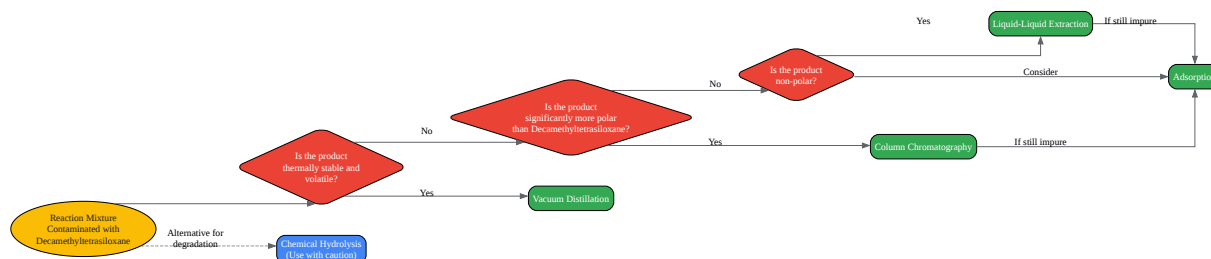 Yes
Liquid-Liquid Extraction
If still impure
Is the product
non-polar?
Consider
Adsorption
No
Is the product
significantly more polar
than Decamethyltetrasiloxane?
Yes
Column Chromatography
If still impure
No
Is the product
thermally stable and
volatile?
Yes
Vacuum Distillation
Reaction Mixture
Contaminated with
Decamethyltetrasiloxane
Alternative for
degradation
Chemical Hydrolysis
(Use with caution)